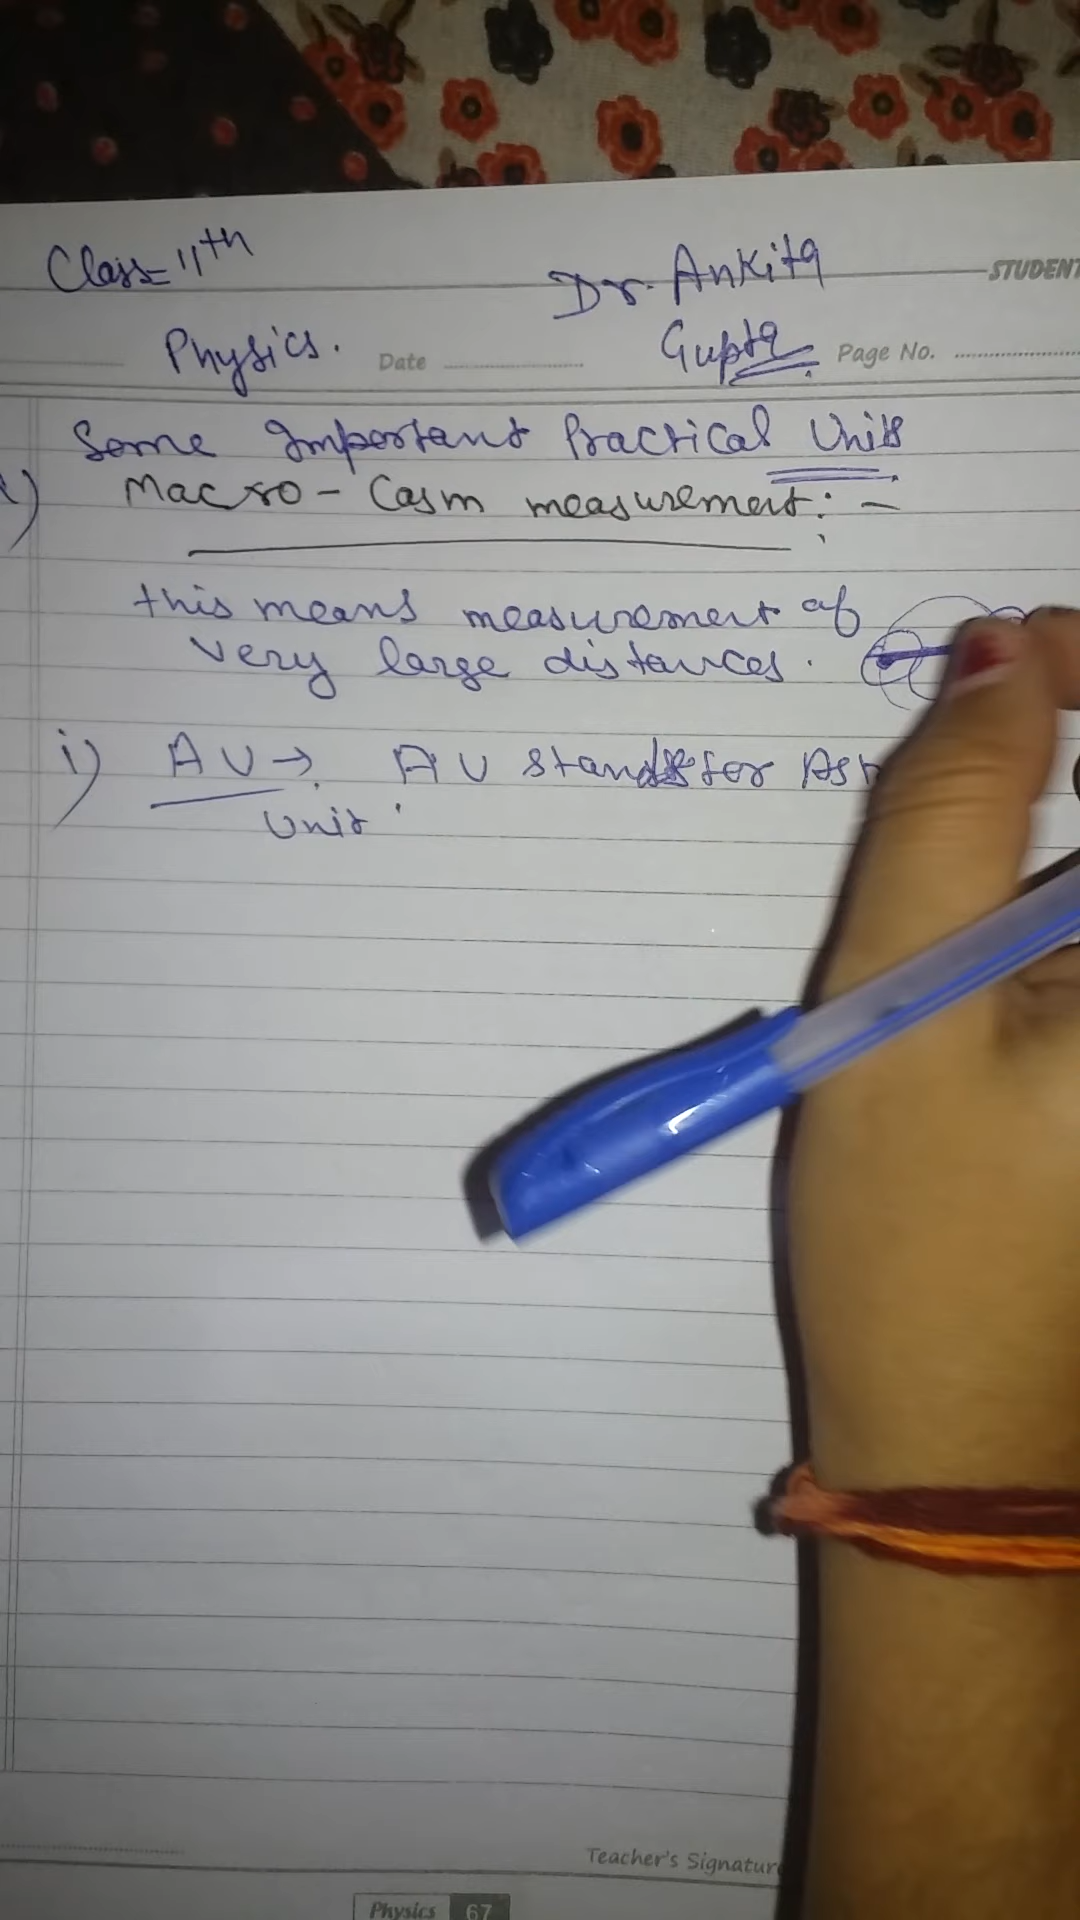 Class = 11th
Dr. Ankita
STUDENT
Physics.
Date
Gupta
Page No.
Some Important Practical Units
Macro - Casm measurement: -
this means measurement of
very large distances.
i) AU → AU stands for Ast
Unit
Teacher's Signature
Physics 67